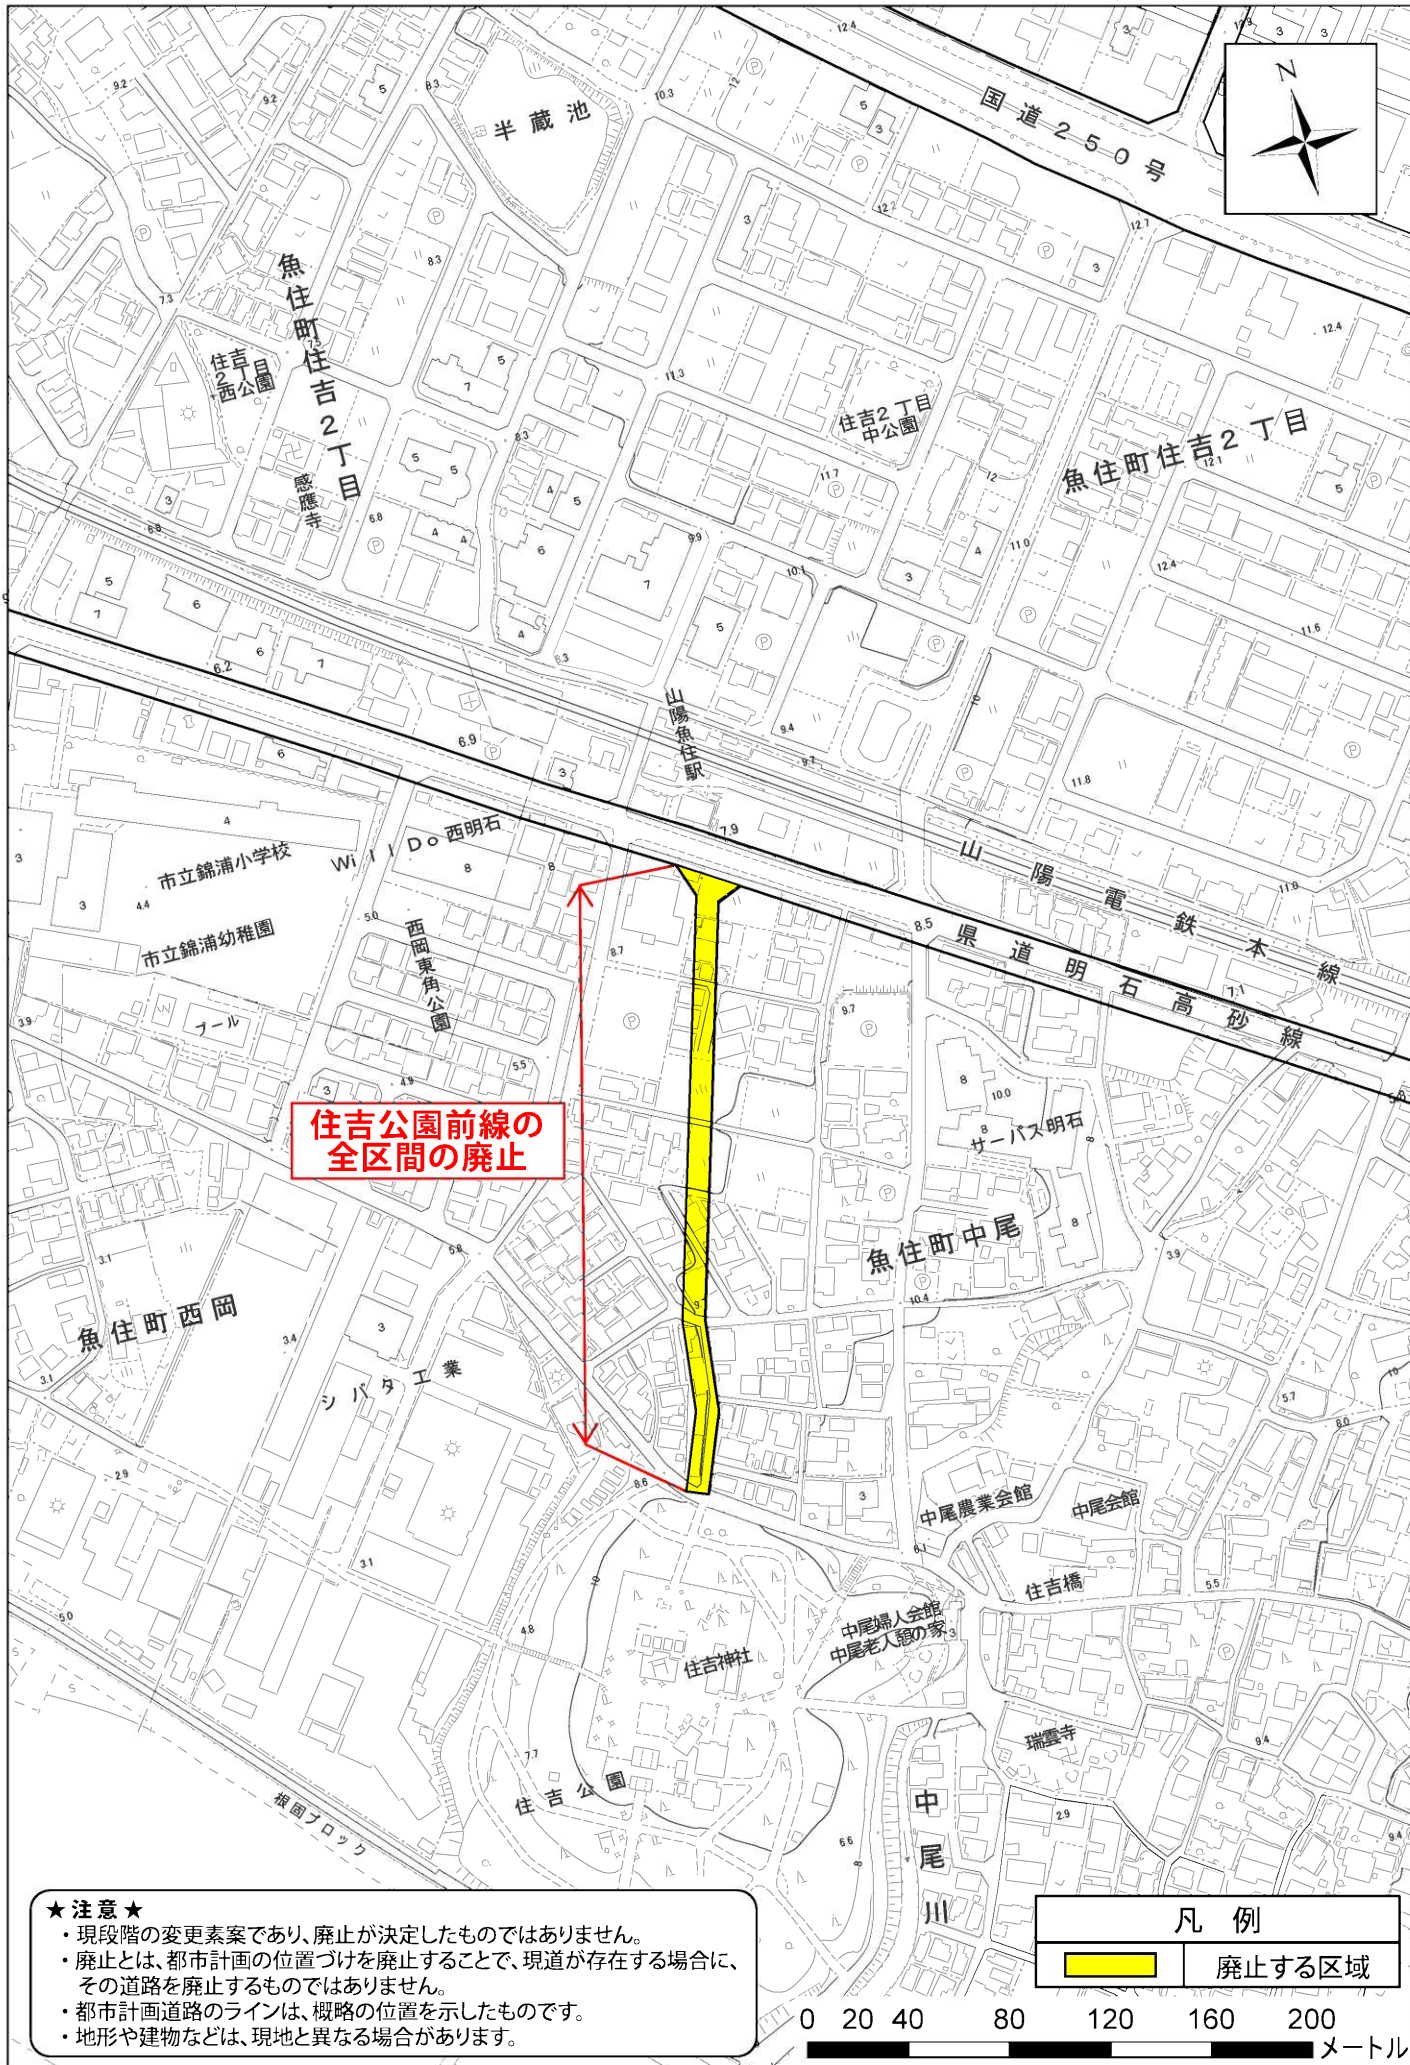 N
国道250号
半蔵池
魚住町住吉2丁目
住吉
2丁目
西公園
感應寺
住吉2丁目
中公園
魚住町住吉2丁目
山陽魚住駅
山陽電鉄本線
県道明石高砂線
市立錦浦小学校
Will Do西明石
市立錦浦幼稚園
西岡東角公園
プール
住吉公園前線の
全区間の廃止
サーパス明石
魚住町中尾
魚住町西岡
シバタ工業
中尾農業会館
中尾会館
住吉橋
中尾婦人会館
中尾老人憩の家
住吉神社
瑞雲寺
住吉公園
中尾川
根固ブロック
★注意★
・現段階の変更素案であり、廃止が決定したものではありません。
・廃止とは、都市計画の位置づけを廃止することで、現道が存在する場合に、
その道路を廃止するものではありません。
・都市計画道路のラインは、概略の位置を示したものです。
・地形や建物などは、現地と異なる場合があります。
凡 例
廃止する区域
0 20 40 80 120 160 200
メートル